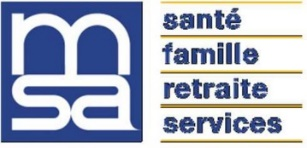 msa
santé
famille
retraite
services